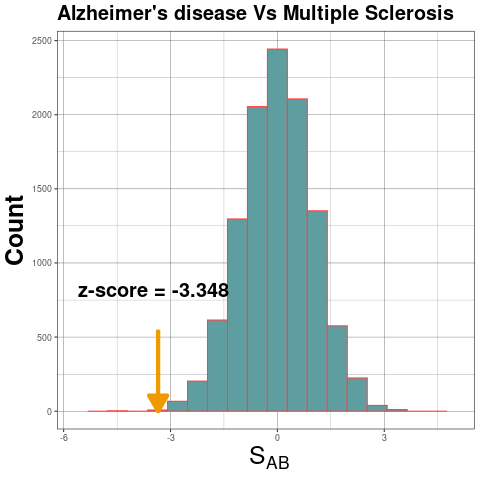 Alzheimer's disease Vs Multiple Sclerosis
2500
2000
1500
1000
500
0
Count
z-score = -3.348
-6 -3 0 3
SAB